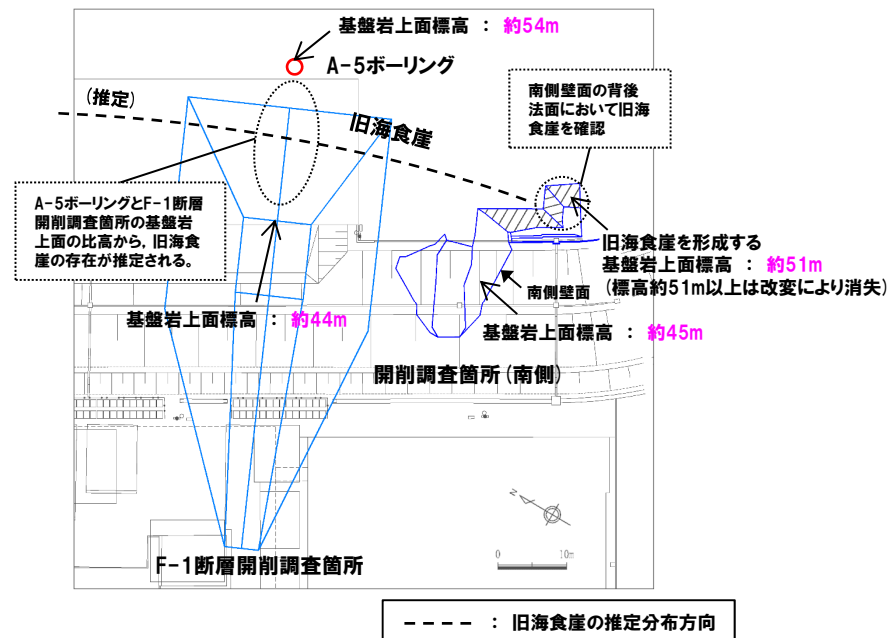 基盤岩上面標高 ： 約54m
A-5ボーリング
(推定)
旧海食崖
南側壁面の背後
法面において旧海
食崖を確認
A-5ボーリングとF-1断層
開削調査箇所の基盤岩
上面の比高から，旧海食
崖の存在が推定される。
旧海食崖を形成する
基盤岩上面標高 ： 約51m
(標高約51m以上は改変により消失)
南側壁面
基盤岩上面標高 ： 約44m
基盤岩上面標高 ： 約45m
開削調査箇所(南側)
N
0 10m
F-1断層開削調査箇所
---- ： 旧海食崖の推定分布方向